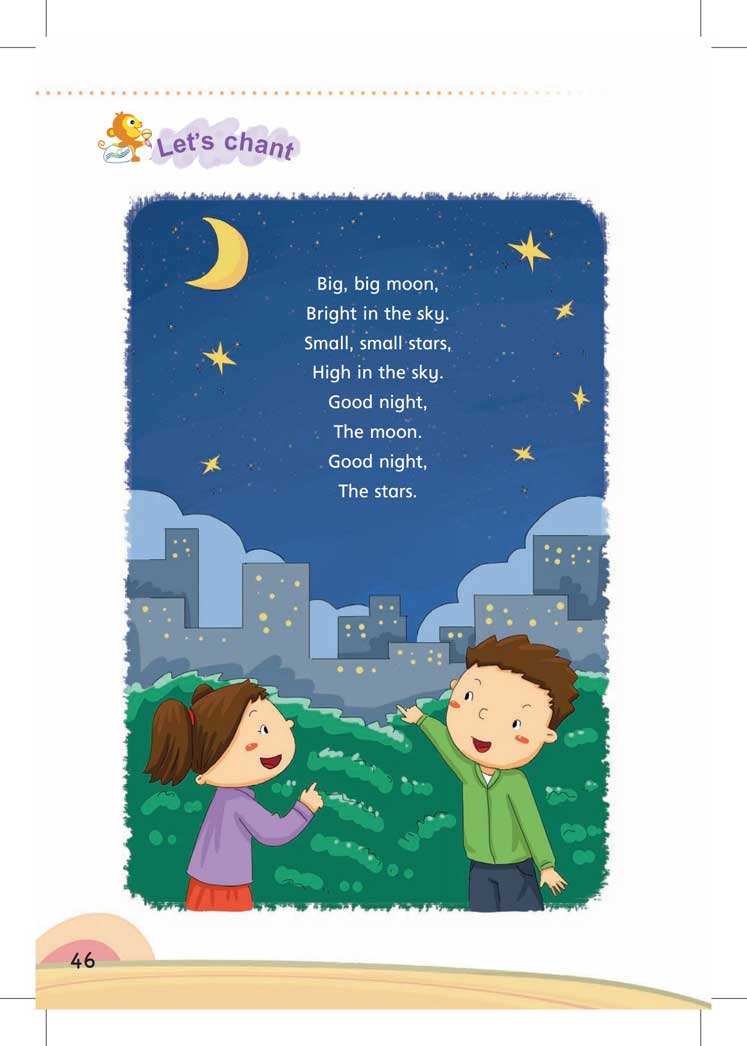 Let's chant
Big, big moon,
Bright in the sky.
Small, small stars,
High in the sky.
Good night,
The moon.
Good night,
The stars.
46